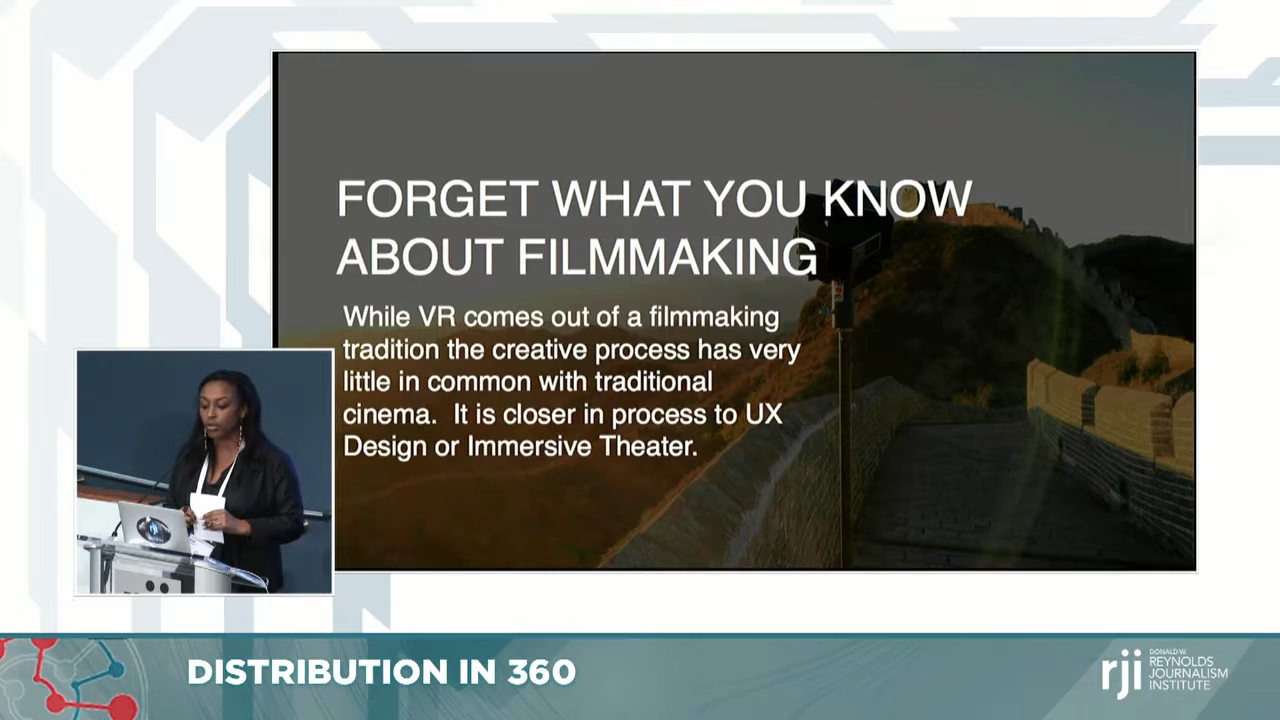 FORGET WHAT YOU KNOW
ABOUT FILMMAKING
While VR comes out of a filmmaking
tradition the creative process has very
little in common with traditional
cinema. It is closer in process to UX
Design or Immersive Theater.
DISTRIBUTION IN 360
rji
DONALD W.
REYNOLDS
JOURNALISM
INSTITUTE